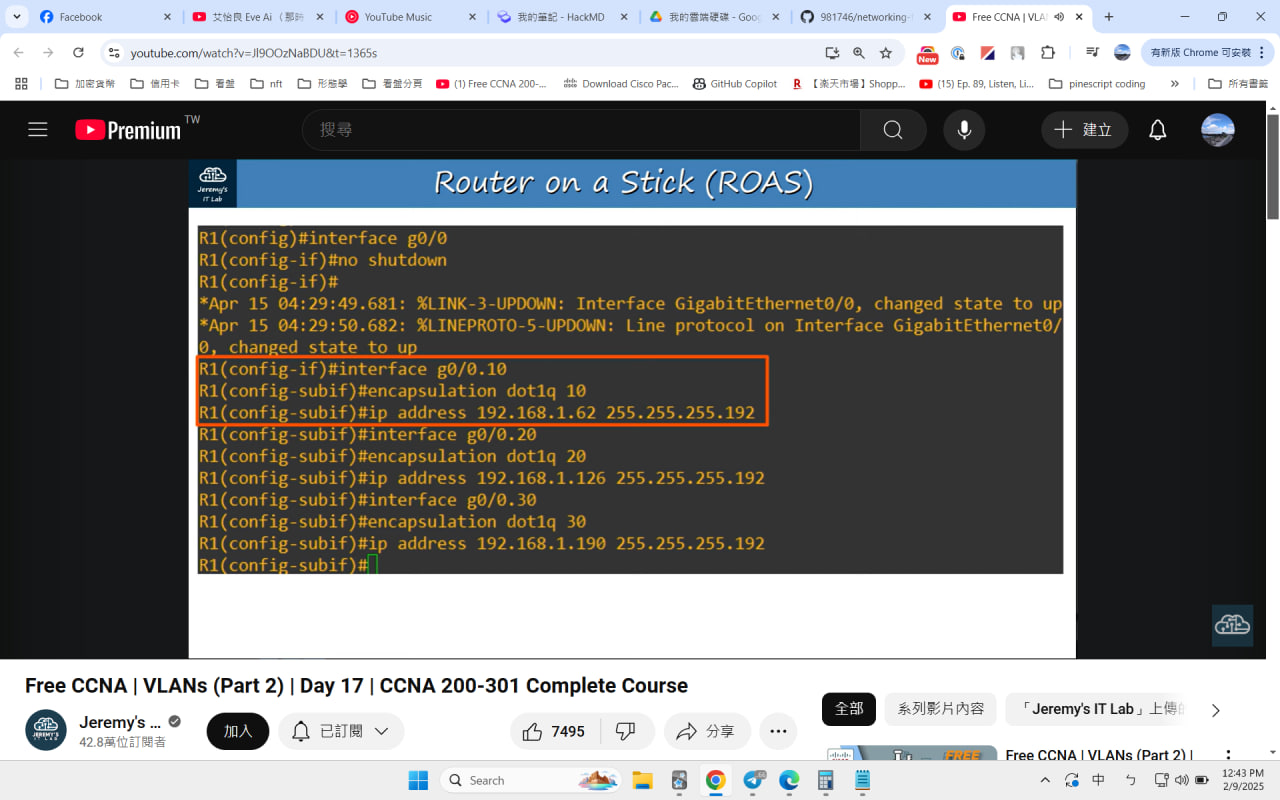 Facebook
艾怡良 Eve Ai
YouTube Music
我的筆記 - HackMD
我的雲端硬碟 - Goog
981746/networking-
Free CCNA | VLAN
youtube.com/watch?v=Jl9OOzNaBDU&t=1365s
New
有新版 Chrome 可安裝
加密貨幣
信用卡
看盤
nft
形態學
看盤分頁
(1) Free CCNA 200-...
Download Cisco Pac...
GitHub Copilot
【楽天市場】Shopp...
(15) Ep. 89, Listen, Li...
pinescript coding
»
所有書籤
Premium TW
搜尋
建立
Jeremy's
IT Lab
Router on a Stick (ROAS)
R1(config)#interface g0/0
R1(config-if)#no shutdown
R1(config-if)#
*Apr 15 04:29:49.681: %LINK-3-UPDOWN: Interface GigabitEthernet0/0, changed state to up
*Apr 15 04:29:50.682: %LINEPROTO-5-UPDOWN: Line protocol on Interface GigabitEthernet0/
0, changed state to up
R1(config-if)#interface g0/0.10
R1(config-subif)#encapsulation dot1q 10
R1(config-subif)#ip address 192.168.1.62 255.255.255.192
R1(config-subif)#interface g0/0.20
R1(config-subif)#encapsulation dot1q 20
R1(config-subif)#ip address 192.168.1.126 255.255.255.192
R1(config-subif)#interface g0/0.30
R1(config-subif)#encapsulation dot1q 30
R1(config-subif)#ip address 192.168.1.190 255.255.255.192
R1(config-subif)#
Free CCNA | VLANs (Part 2) | Day 17 | CCNA 200-301 Complete Course
Jeremy's ...
42.8萬位訂閱者
加入
已訂閱
7495
分享
全部
系列影片內容
「Jeremy's IT Lab」上傳的
FREE
Free CCNA | VLANs (Part 2) |
Search
中
12:43 PM
2/9/2025